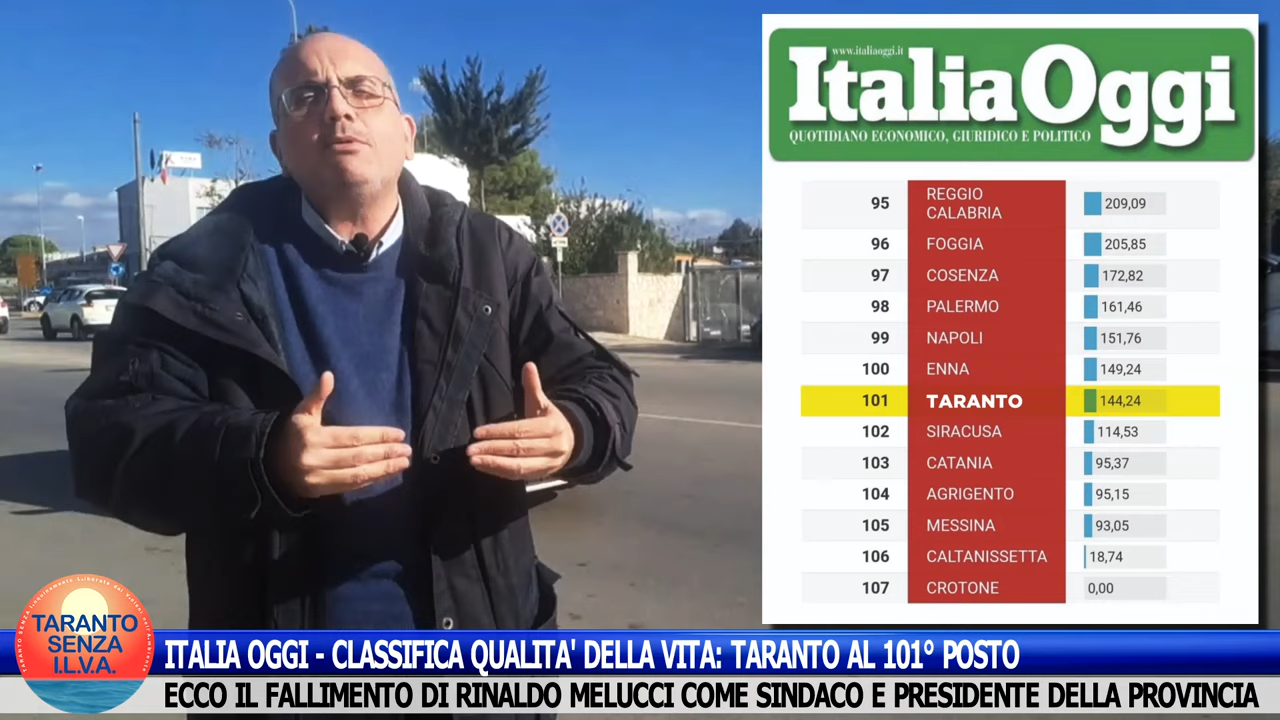 www.italiaoggi.it
ItaliaOggi
QUOTIDIANO ECONOMICO, GIURIDICO E POLITICO
95 REGGIO CALABRIA 209,09
96 FOGGIA 205,85
97 COSENZA 172,82
98 PALERMO 161,46
99 NAPOLI 151,76
100 ENNA 149,24
101 TARANTO 144,24
102 SIRACUSA 114,53
103 CATANIA 95,37
104 AGRIGENTO 95,15
105 MESSINA 93,05
106 CALTANISSETTA 18,74
107 CROTONE 0,00
TARANTO
SENZA
I.L.V.A.
ITALIA OGGI - CLASSIFICA QUALITA' DELLA VITA: TARANTO AL 101° POSTO
ECCO IL FALLIMENTO DI RINALDO MELUCCI COME SINDACO E PRESIDENTE DELLA PROVINCIA